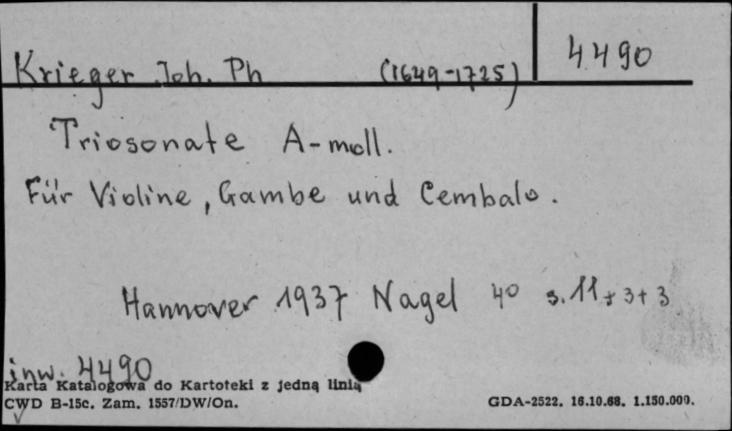 Krieger Joh. Ph (1649-1725) 4490
Triosonate A-moll.
Für Violine, Gambe und Cembalo.
Hannover 1937 Nagel 4o s. 11 + 3 + 3
inw. 4490
Karta Katalogowa do Kartoteki z jedną linią
CWD B-15c. Zam. 1557/DW/On. GDA-2522. 16.10.68. 1.150.000.